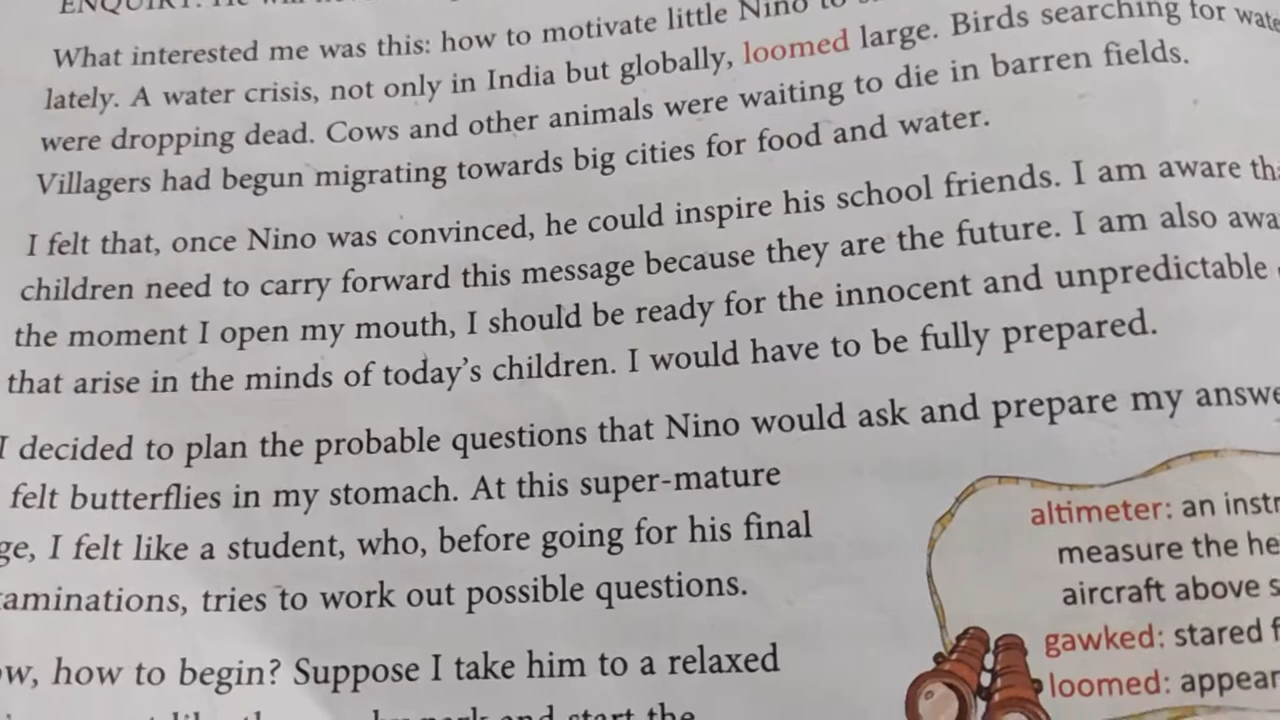 ENQUIRY: He will
What interested me was this: how to motivate little Nino to
lately. A water crisis, not only in India but globally, loomed large. Birds searching for wate
were dropping dead. Cows and other animals were waiting to die in barren fields.
Villagers had begun migrating towards big cities for food and water.
I felt that, once Nino was convinced, he could inspire his school friends. I am aware tha
children need to carry forward this message because they are the future. I am also awa
the moment I open my mouth, I should be ready for the innocent and unpredictable
that arise in the minds of today's children. I would have to be fully prepared.
I decided to plan the probable questions that Nino would ask and prepare my answe
felt butterflies in my stomach. At this super-mature
ge, I felt like a student, who, before going for his final
aminations, tries to work out possible questions.
ow, how to begin? Suppose I take him to a relaxed
and start the
altimeter: an instr
measure the he
aircraft above s
gawked: stared f
loomed: appear